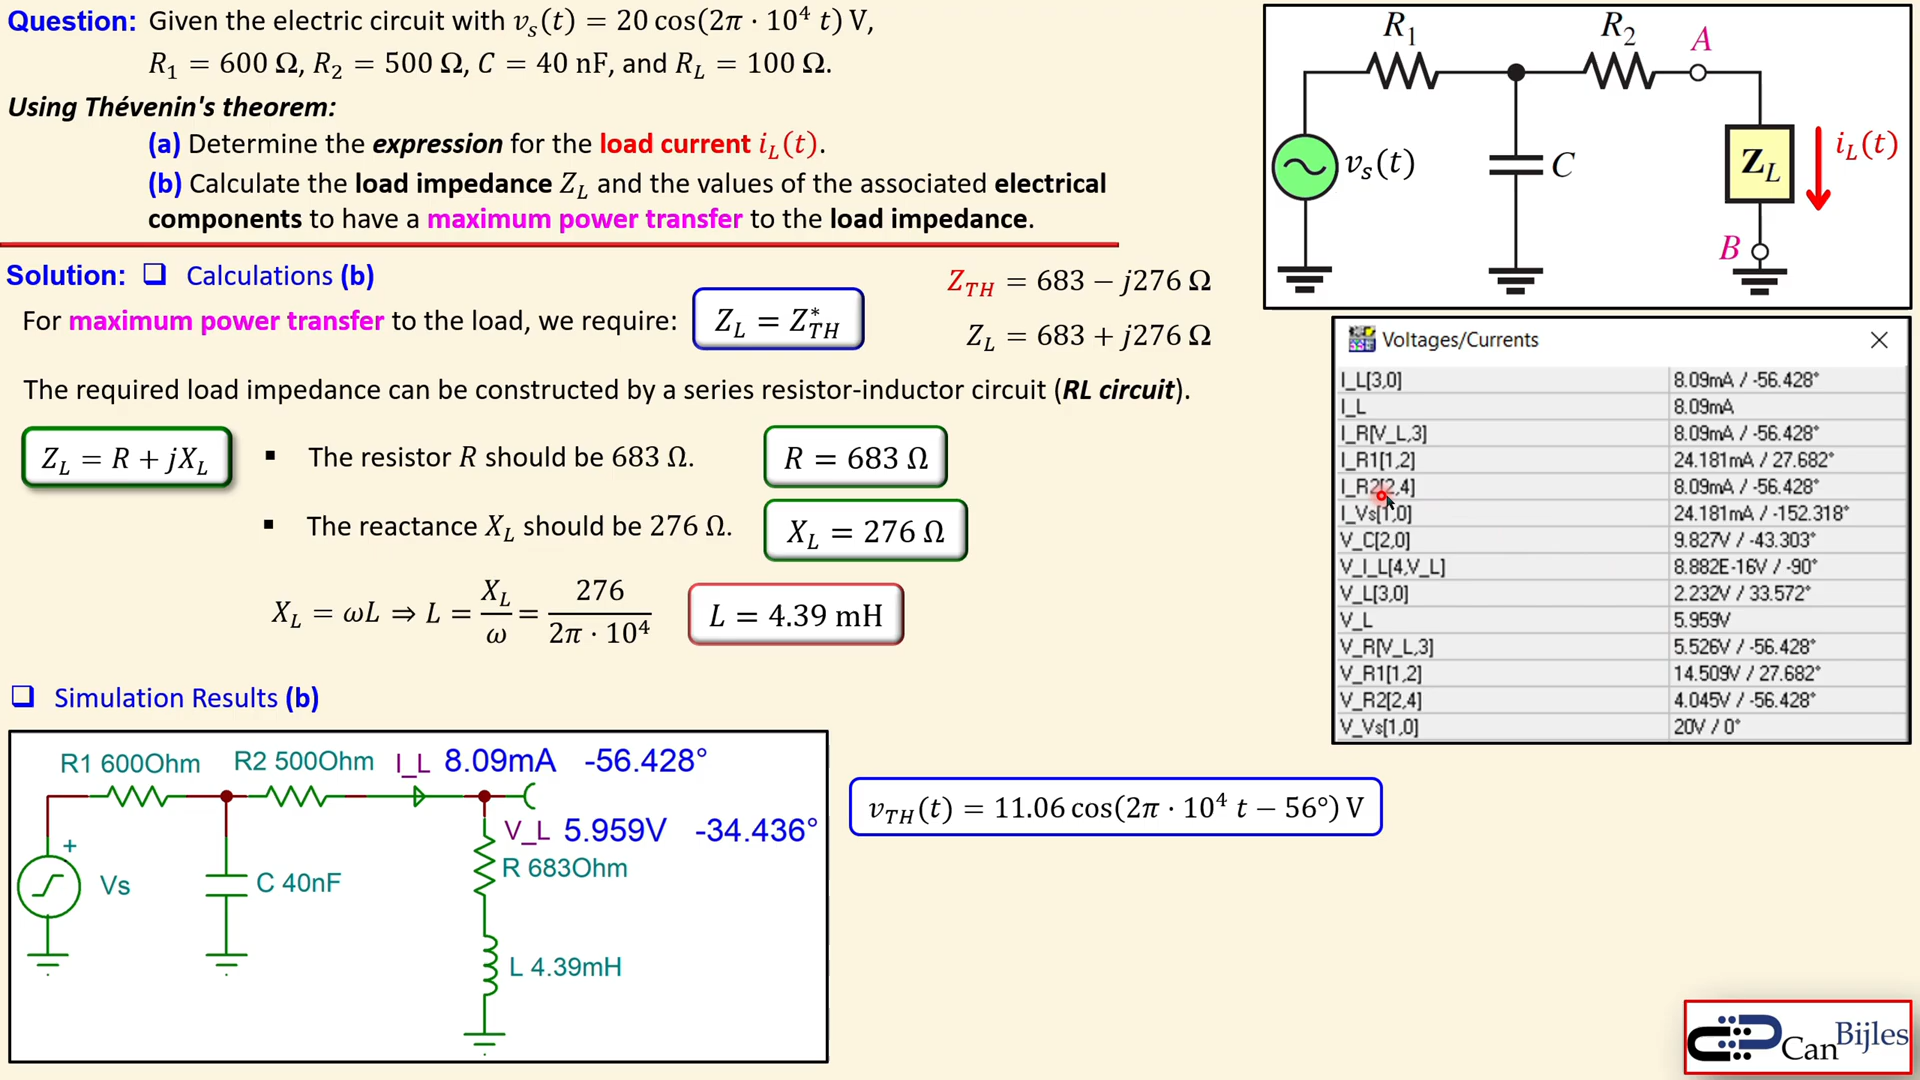 Question: Given the electric circuit with vₛ(t) = 20 cos(2π · 10⁴ t) V,
R₁ = 600 Ω, R₂ = 500 Ω, C = 40 nF, and R_L = 100 Ω.
Using Thévenin's theorem:
(a) Determine the expression for the load current i_L(t).
(b) Calculate the load impedance Z_L and the values of the associated electrical
components to have a maximum power transfer to the load impedance.
R₁
R₂
A
vₛ(t)
C
Z_L
i_L(t)
B
Solution: ❑ Calculations (b)
Z_TH = 683 − j276 Ω
For maximum power transfer to the load, we require:
Z_L = Z*_TH
Z_L = 683 + j276 Ω
The required load impedance can be constructed by a series resistor-inductor circuit (RL circuit).
Z_L = R + jX_L
▪ The resistor R should be 683 Ω.
R = 683 Ω
▪ The reactance X_L should be 276 Ω.
X_L = 276 Ω
X_L = ωL ⇒ L = X_L/ω = 276/(2π · 10⁴)
L = 4.39 mH
Voltages/Currents
I_L[3,0] 8.09mA / -56.428°
I_L 8.09mA
I_R[V_L,3] 8.09mA / -56.428°
I_R1[1,2] 24.181mA / 27.682°
I_R2[2,4] 8.09mA / -56.428°
I_Vs[1,0] 24.181mA / -152.318°
V_C[2,0] 9.827V / -43.303°
V_I_L[4,V_L] 8.882E-16V / -90°
V_L[3,0] 2.232V / 33.572°
V_L 5.959V
V_R[V_L,3] 5.526V / -56.428°
V_R1[1,2] 14.509V / 27.682°
V_R2[2,4] 4.045V / -56.428°
V_Vs[1,0] 20V / 0°
❑ Simulation Results (b)
R1 600Ohm R2 500Ohm I_L 8.09mA -56.428°
V_L 5.959V -34.436°
+
Vs
C 40nF
R 683Ohm
L 4.39mH
v_TH(t) = 11.06 cos(2π · 10⁴ t − 56°) V
CanBijles